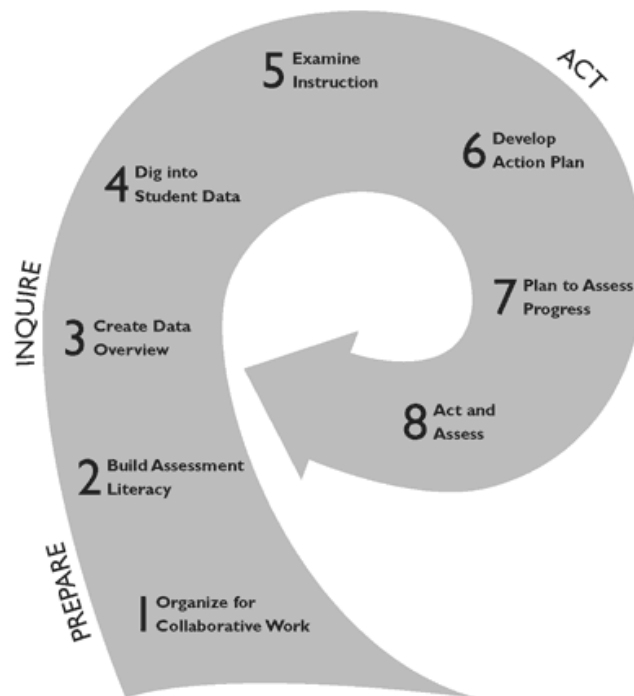 PREPARE
1 Organize for
Collaborative Work
2 Build Assessment
Literacy
INQUIRE
3 Create Data
Overview
4 Dig into
Student Data
5 Examine
Instruction
ACT
6 Develop
Action Plan
7 Plan to Assess
Progress
8 Act and
Assess